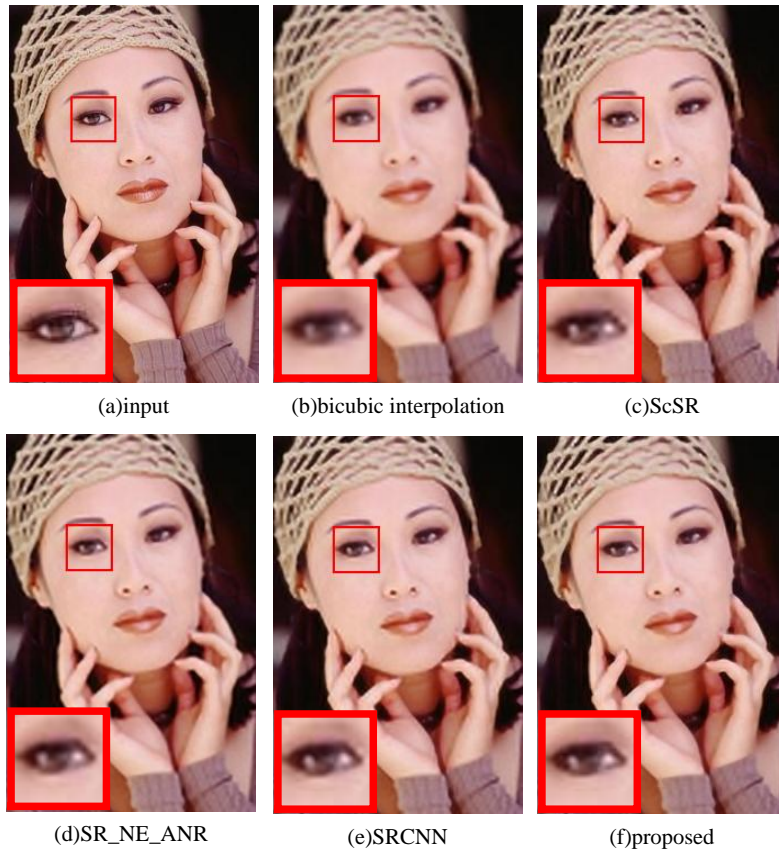 (a)input
(b)bicubic interpolation
(c)ScSR
(d)SR_NE_ANR
(e)SRCNN
(f)proposed